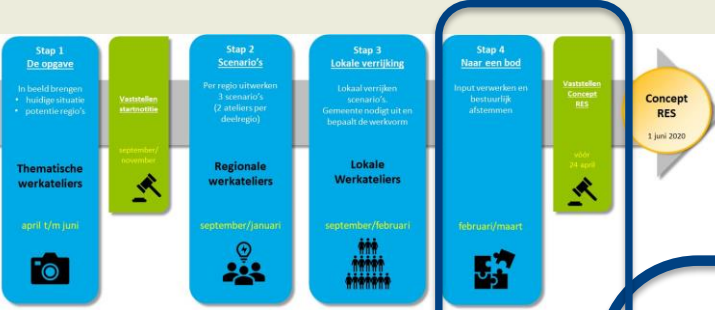 Stap 1
De opgave
In beeld brengen
• huidige situatie
• potentie regio's
Thematische
werkateliers
april t/m juni
Vaststellen
startnotitie
september/
november
Stap 2
Scenario's
Per regio uitwerken
3 scenario's
(2 ateliers per
deelregio)
Regionale
werkateliers
september/januari
Stap 3
Lokale verrijking
Lokaal verrijken
scenario's.
Gemeente nodigt uit en
bepaalt de werkvorm
Lokale
Werkateliers
september/februari
Stap 4
Naar een bod
Input verwerken en
bestuurlijk
afstemmen
februari/maart
Vaststellen
Concept
RES
vóór
24 april
Concept
RES
1 juni 2020